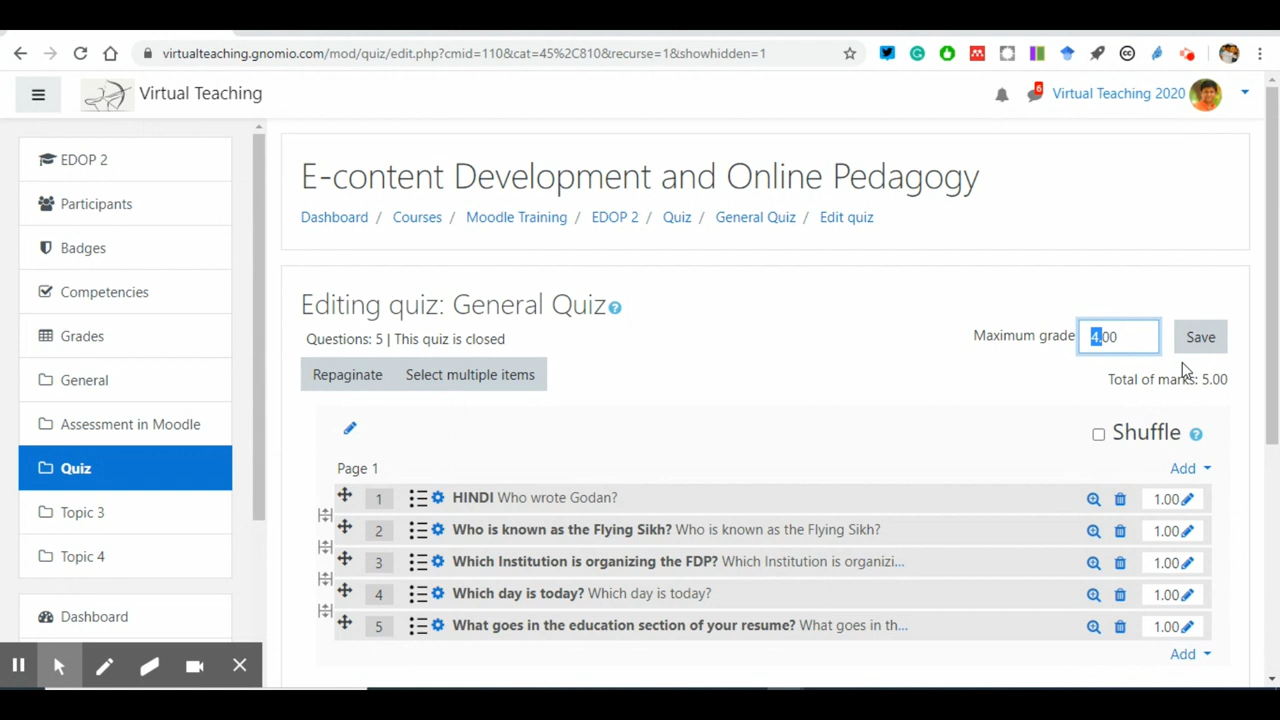 virtualteaching.gnomio.com/mod/quiz/edit.php?cmid=110&cat=45%2C810&recurse=1&showhidden=1
Virtual Teaching
6
Virtual Teaching 2020
EDOP 2
Participants
Badges
Competencies
Grades
General
Assessment in Moodle
Quiz
Topic 3
Topic 4
Dashboard
E-content Development and Online Pedagogy
Dashboard / Courses / Moodle Training / EDOP 2 / Quiz / General Quiz / Edit quiz
Editing quiz: General Quiz
Questions: 5 | This quiz is closed
Maximum grade 4.00 Save
Repaginate Select multiple items
Total of marks: 5.00
Shuffle
Page 1 Add
1 HINDI Who wrote Godan? 1.00
2 Who is known as the Flying Sikh? Who is known as the Flying Sikh? 1.00
3 Which Institution is organizing the FDP? Which Institution is organizi... 1.00
4 Which day is today? Which day is today? 1.00
5 What goes in the education section of your resume? What goes in th... 1.00
Add